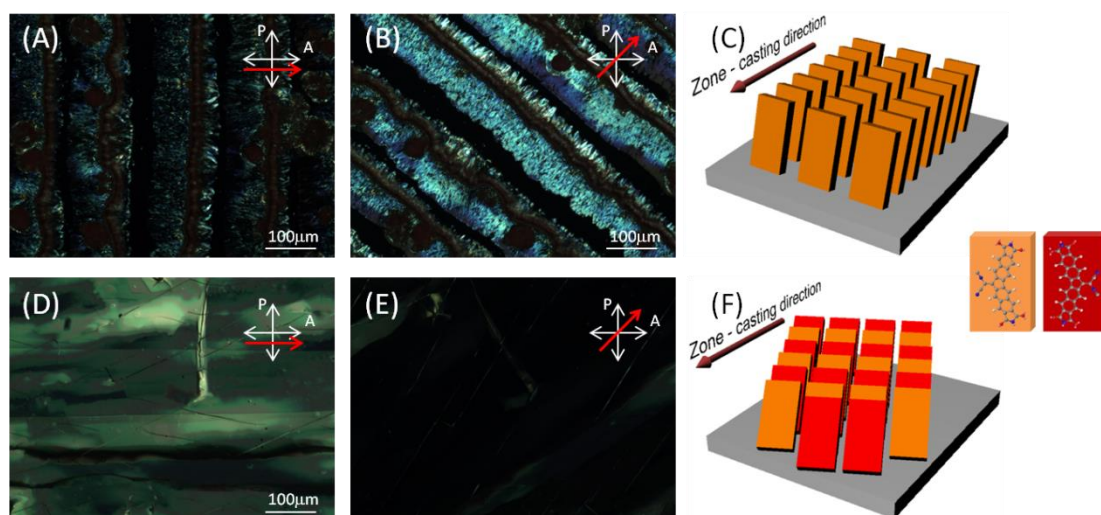 (A)
P
A
100μm
(B)
P
A
100μm
(C)
Zone - casting direction
(D)
P
A
100μm
(E)
P
A
(F)
Zone - casting direction